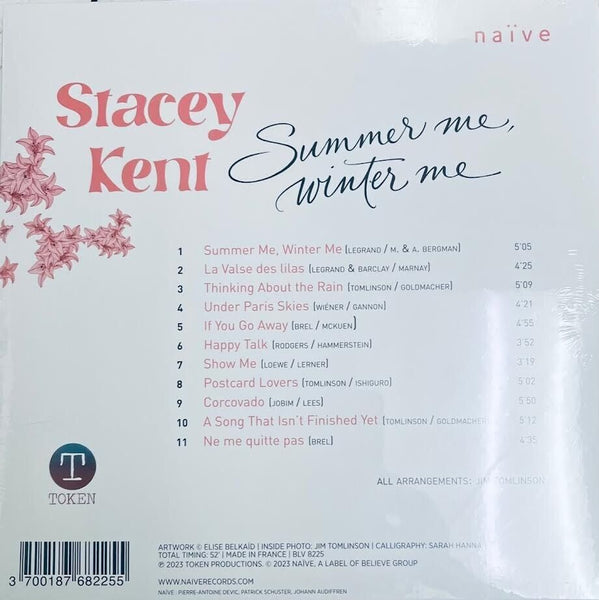 naïve
Stacey
Kent
Summer me,
winter me
1 Summer Me, Winter Me (LEGRAND / M. & A. BERGMAN) 5'05
2 La Valse des lilas (LEGRAND & BARCLAY / MARNAY) 4'25
3 Thinking About the Rain (TOMLINSON / GOLDMACHER) 5'09
4 Under Paris Skies (WIÉNER / GANNON) 4'21
5 If You Go Away (BREL / MCKUEN) 4'55
6 Happy Talk (RODGERS / HAMMERSTEIN) 3'52
7 Show Me (LOEWE / LERNER) 3'19
8 Postcard Lovers (TOMLINSON / ISHIGURO) 5'02
9 Corcovado (JOBIM / LEES) 5'50
10 A Song That Isn't Finished Yet (TOMLINSON / GOLDMACHER) 5'12
11 Ne me quitte pas (BREL) 4'35
ALL ARRANGEMENTS: JIM TOMLINSON
T
TOKEN
ARTWORK © ELISE BELKAÏD | INSIDE PHOTO: JIM TOMLINSON | CALLIGRAPHY: SARAH HANNA
TOTAL TIMING: 52' | MADE IN FRANCE | BLV 8225
℗ 2023 TOKEN PRODUCTIONS. © 2023 NAÏVE, A LABEL OF BELIEVE GROUP
WWW.NAIVERECORDS.COM
NAÏVE: PIERRE-ANTOINE DEVIC, PATRICK SCHUSTER, JOHANN AUDIFFREN
3 700187 682255